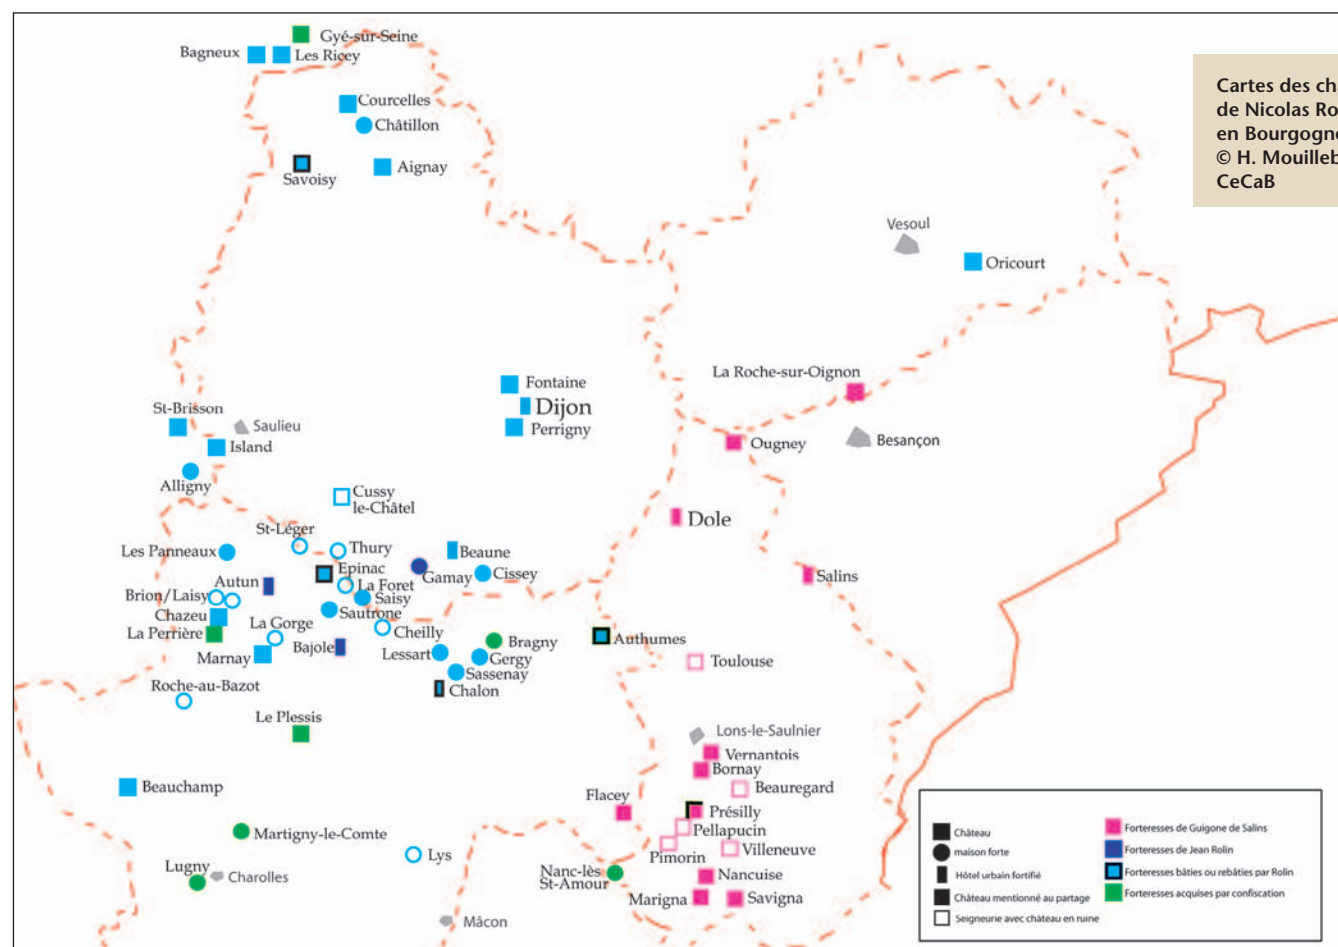 Gyé-sur-Seine
Bagneux
Les Ricey
Cartes des ch
de Nicolas Ro
en Bourgogne
© H. Mouilleb
CeCaB
Courcelles
Châtillon
Savoisy
Aignay
Vesoul
Oricourt
La Roche-sur-Oignon
Fontaine
Dijon
Perrigny
St-Brisson
Saulieu
Island
Ougney
Besançon
Alligny
Cussy
le-Châtel
Dole
St-Léger
Thury
Les Panneaux
Beaune
Epinac
Gamay
Cissey
Salins
Autun
La Foret
Brion/Laisy
Saisy
Chazeu
Sautrone
La Gorge
Cheilly
La Perrière
Bajole
Bragny
Authumes
Marnay
Lessart
Gergy
Toulouse
Sassenay
Roche-au-Bazot
Chalon
Le Plessis
Lons-le-Saulnier
Vernantois
Bornay
Beauchamp
Beauregard
Flacey
Présilly
Martigny-le-Comte
Pellapucin
Lys
Pimorin
Villeneuve
Lugny
Charolles
Nanc-lès
St-Amour
Nancuise
Marigna
Savigna
Mâcon
Château
maison forte
Hôtel urbain fortifié
Château mentionné au partage
Seigneurie avec château en ruine
Forteresses de Guigone de Salins
Forteresses de Jean Rolin
Forteresses bâties ou rebâties par Rolin
Forteresses acquises par confiscation